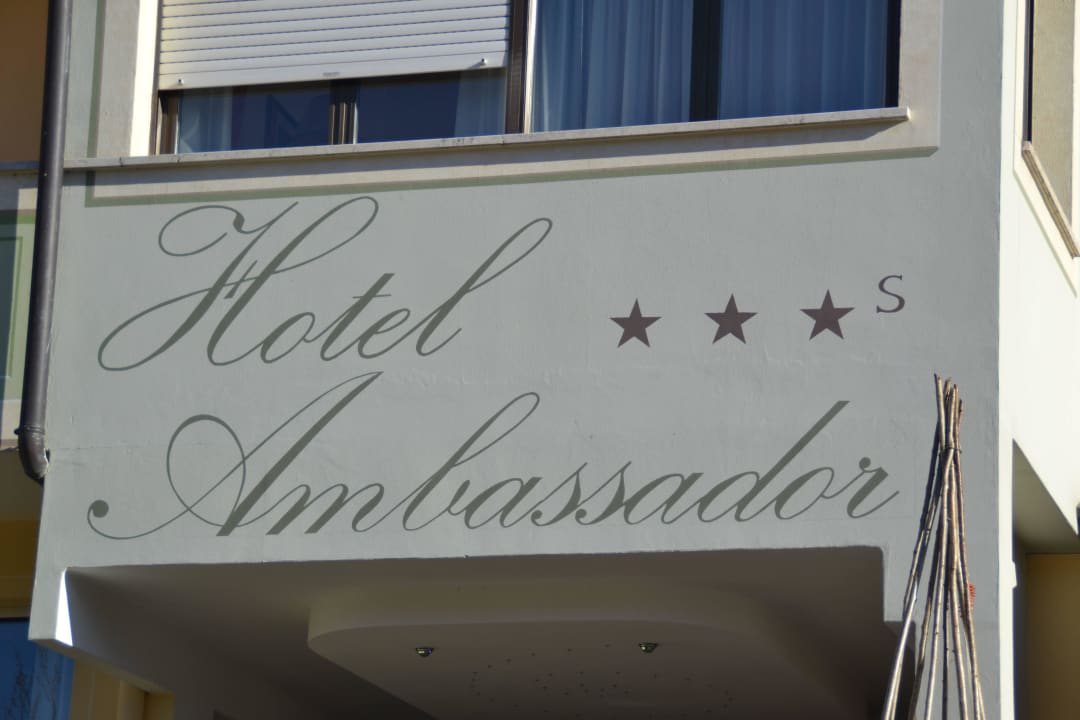 Hotel ★ ★ ★ S
Ambassador